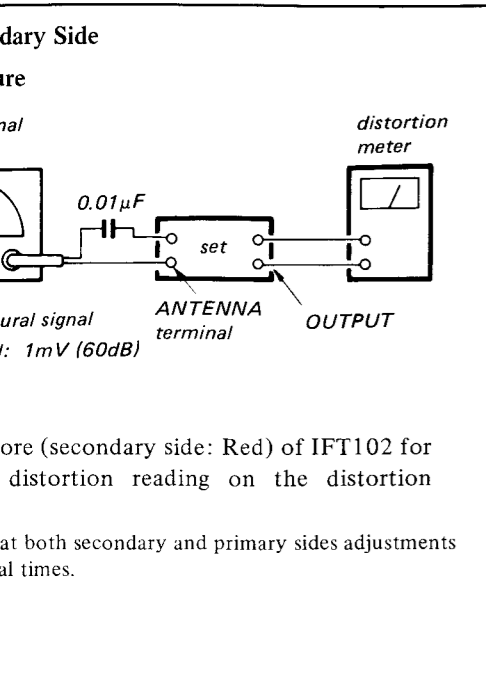 dary Side
ure
nal
distortion
meter
0.01µF
set
ANTENNA
terminal
OUTPUT
ural signal
l: 1mV (60dB)
ore (secondary side: Red) of IFT102 for
distortion reading on the distortion
at both secondary and primary sides adjustments
al times.